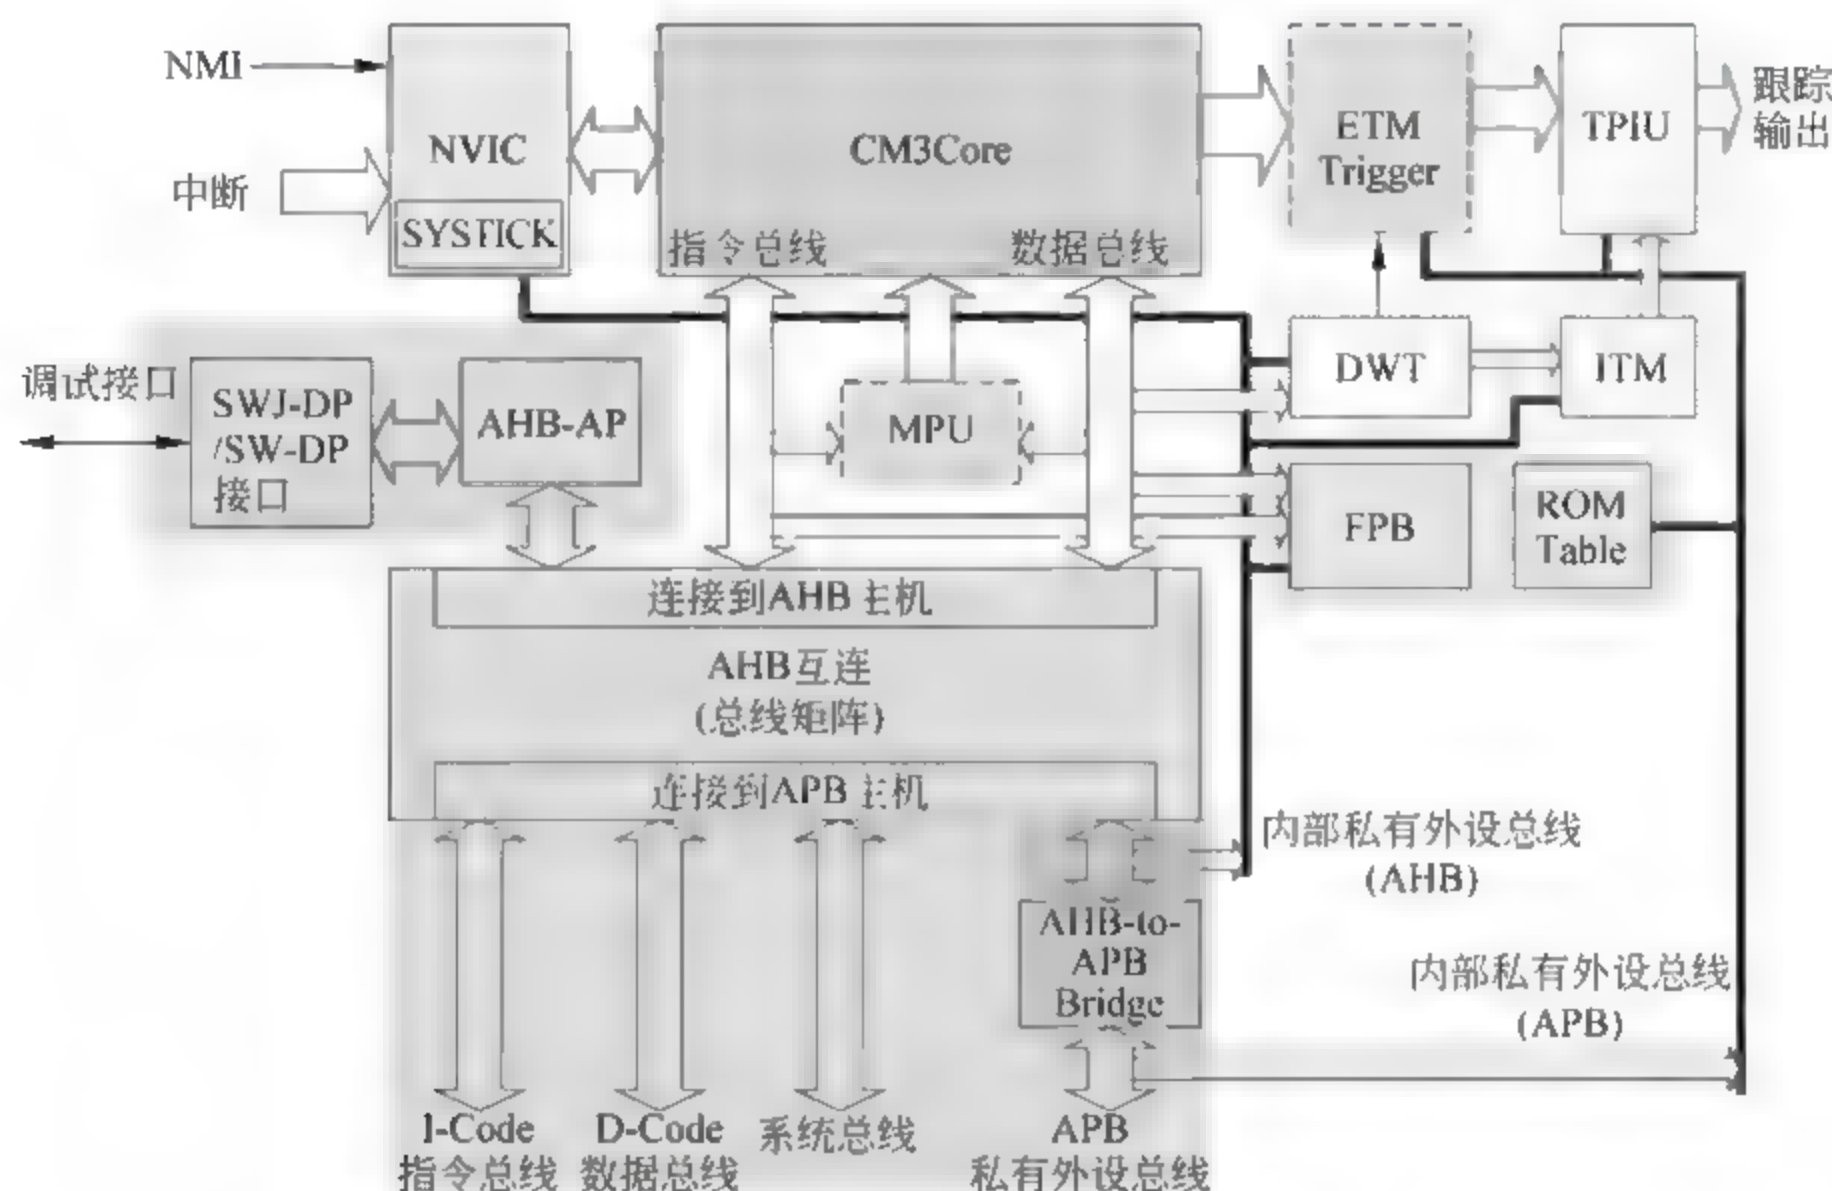 NMI
中断
NVIC
SYSTICK
CM3Core
指令总线
数据总线
ETM
Trigger
TPIU
跟踪
输出
调试接口
SWJ-DP
/SW-DP
接口
AHB-AP
MPU
DWT
ITM
FPB
ROM
Table
连接到AHB主机
AHB互连
(总线矩阵)
连接到APB主机
内部私有外设总线
(AHB)
AHB-to-
APB
Bridge
内部私有外设总线
(APB)
I-Code
指令总线
D-Code
数据总线
系统总线
APB
私有外设总线